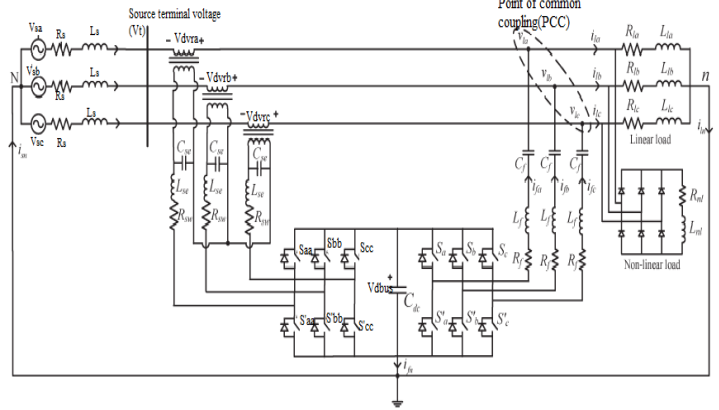 Point of common
coupling(PCC)
Source terminal voltage
(Vt)
Vsa
Rs
Ls
- Vdvra+
vla
ila
Rla
Lla
N
Vsb
Rs
Ls
- Vdvrb+
vlb
ilb
Rlb
Llb
n
Vsc
Rs
Ls
- Vdvrc +
vlc
ilc
Rlc
Llc
Linear load
isn
iln
Cse
Cse
Cse
Cf
Cf
Cf
Lse
Lse
Lse
ifa
ifb
ifc
Rsw
Rsw
Rsw
Lf
Lf
Lf
Rf
Rf
Rf
Rnl
Lnl
Non-linear load
Saa
Sbb
Scc
Sa
Sb
Sc
+
Vdbus
Cdc
S'aa
S'bb
S'cc
S'a
S'b
S'c
ifn